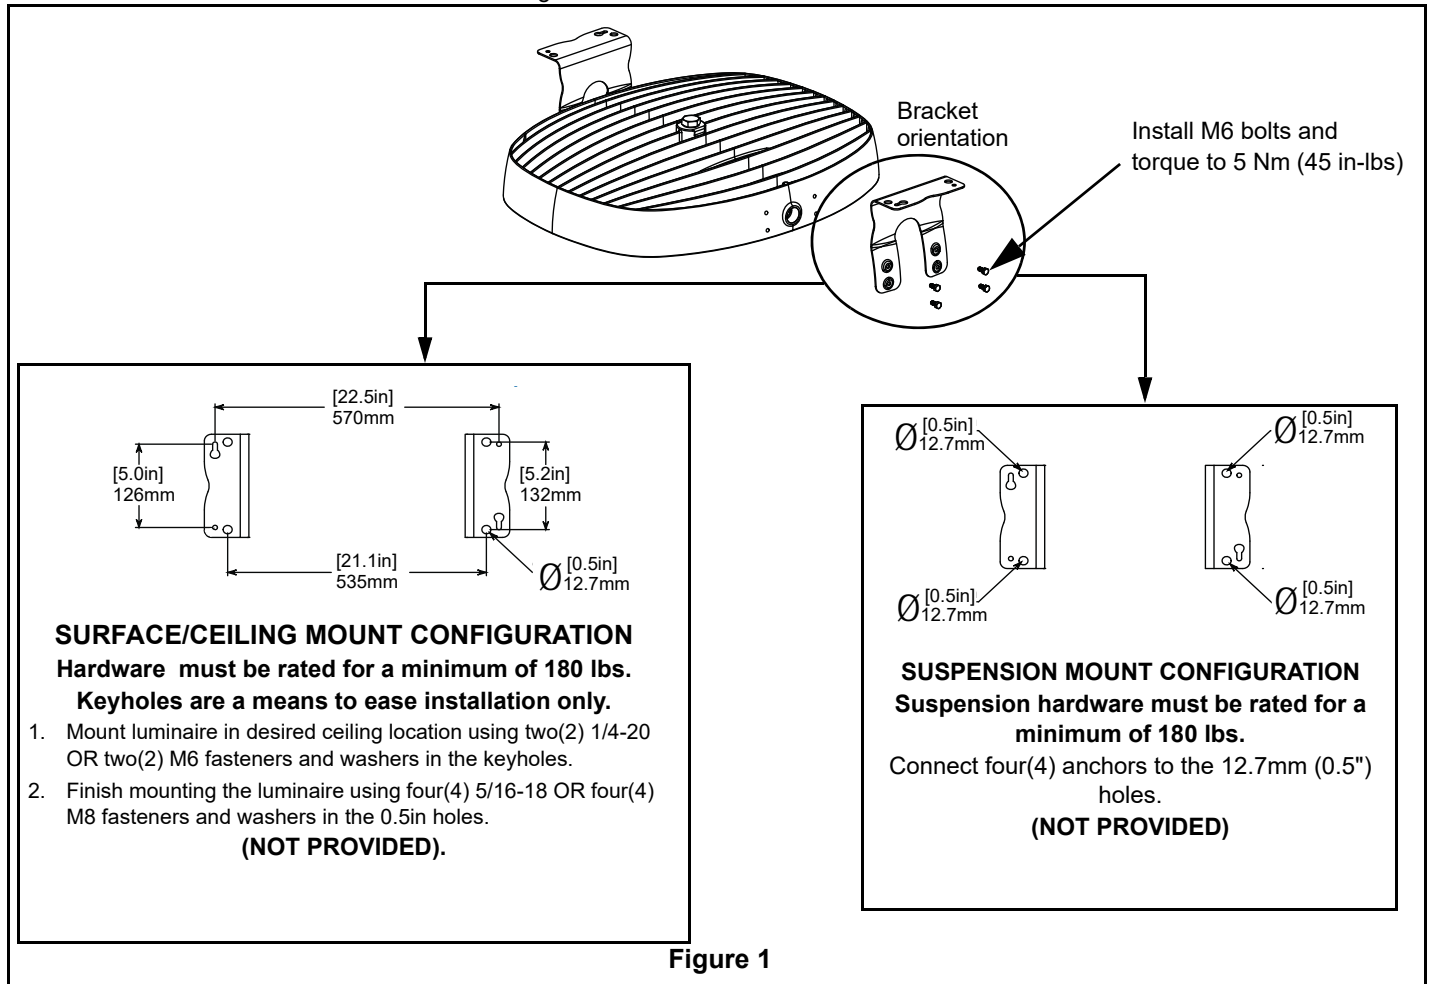 Bracket
orientation
Install M6 bolts and
torque to 5 Nm (45 in-lbs)
[22.5in]
570mm
[5.0in]
126mm
[5.2in]
132mm
[21.1in]
535mm
Ø [0.5in]
12.7mm
SURFACE/CEILING MOUNT CONFIGURATION
Hardware must be rated for a minimum of 180 lbs.
Keyholes are a means to ease installation only.
1. Mount luminaire in desired ceiling location using two(2) 1/4-20
OR two(2) M6 fasteners and washers in the keyholes.
2. Finish mounting the luminaire using four(4) 5/16-18 OR four(4)
M8 fasteners and washers in the 0.5in holes.
(NOT PROVIDED).
Ø [0.5in]
12.7mm
Ø [0.5in]
12.7mm
Ø [0.5in]
12.7mm
Ø [0.5in]
12.7mm
SUSPENSION MOUNT CONFIGURATION
Suspension hardware must be rated for a
minimum of 180 lbs.
Connect four(4) anchors to the 12.7mm (0.5")
holes.
(NOT PROVIDED)
Figure 1